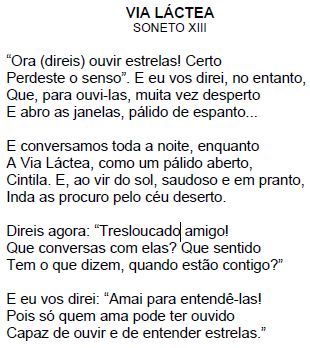 VIA LÁCTEA
SONETO XIII
“Ora (direis) ouvir estrelas! Certo
Perdeste o senso”. E eu vos direi, no entanto,
Que, para ouvi-las, muita vez desperto
E abro as janelas, pálido de espanto...
E conversamos toda a noite, enquanto
A Via Láctea, como um pálido aberto,
Cintila. E, ao vir do sol, saudoso e em pranto,
Inda as procuro pelo céu deserto.
Direis agora: “Tresloucado amigo!
Que conversas com elas? Que sentido
Tem o que dizem, quando estão contigo?”
E eu vos direi: “Amai para entendê-las!
Pois só quem ama pode ter ouvido
Capaz de ouvir e de entender estrelas.”